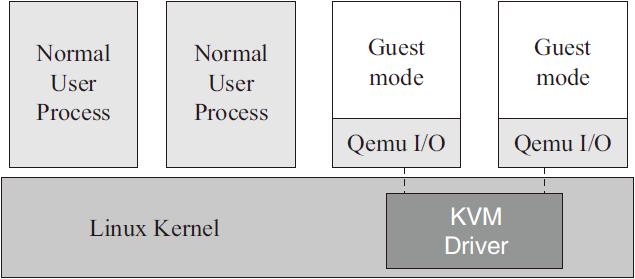 Normal
User
Process
Normal
User
Process
Guest
mode
Qemu I/O
Guest
mode
Qemu I/O
Linux Kernel
KVM
Driver